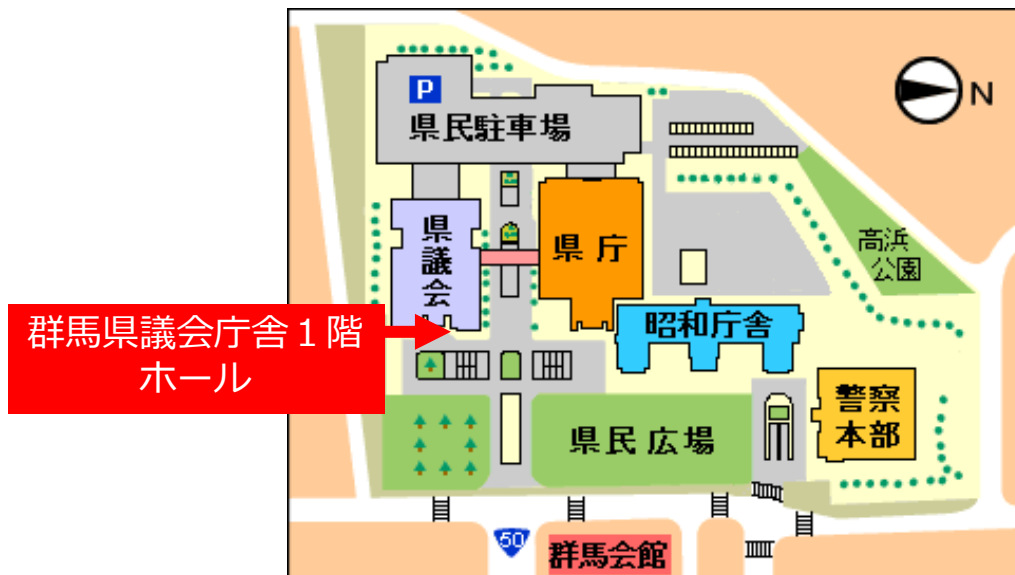 P
県民駐車場
N
県議会
県庁
高浜
公園
群馬県議会庁舎１階
ホール
昭和庁舎
警察
本部
県民広場
50
群馬会館